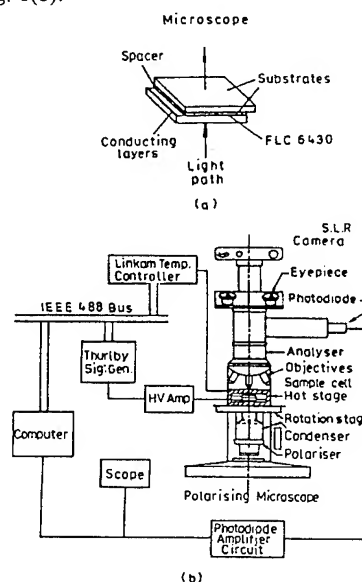 Microscope
Spacer
Substrates
Conducting
layers
FLC 6430
Light
path
(a)
S.L.R
Camera
Linkam Temp.
Controller
Eyepiece
Photodiode
IEEE 488 Bus
Analyser
Objectives
Thurlby
Sig: Gen.
Sample cell
Hot stage
HV Amp
Rotation stage
Computer
Condenser
Scope
Polariser
Polarising Microscope
Photodiode
Amplifier
Circuit
(b)